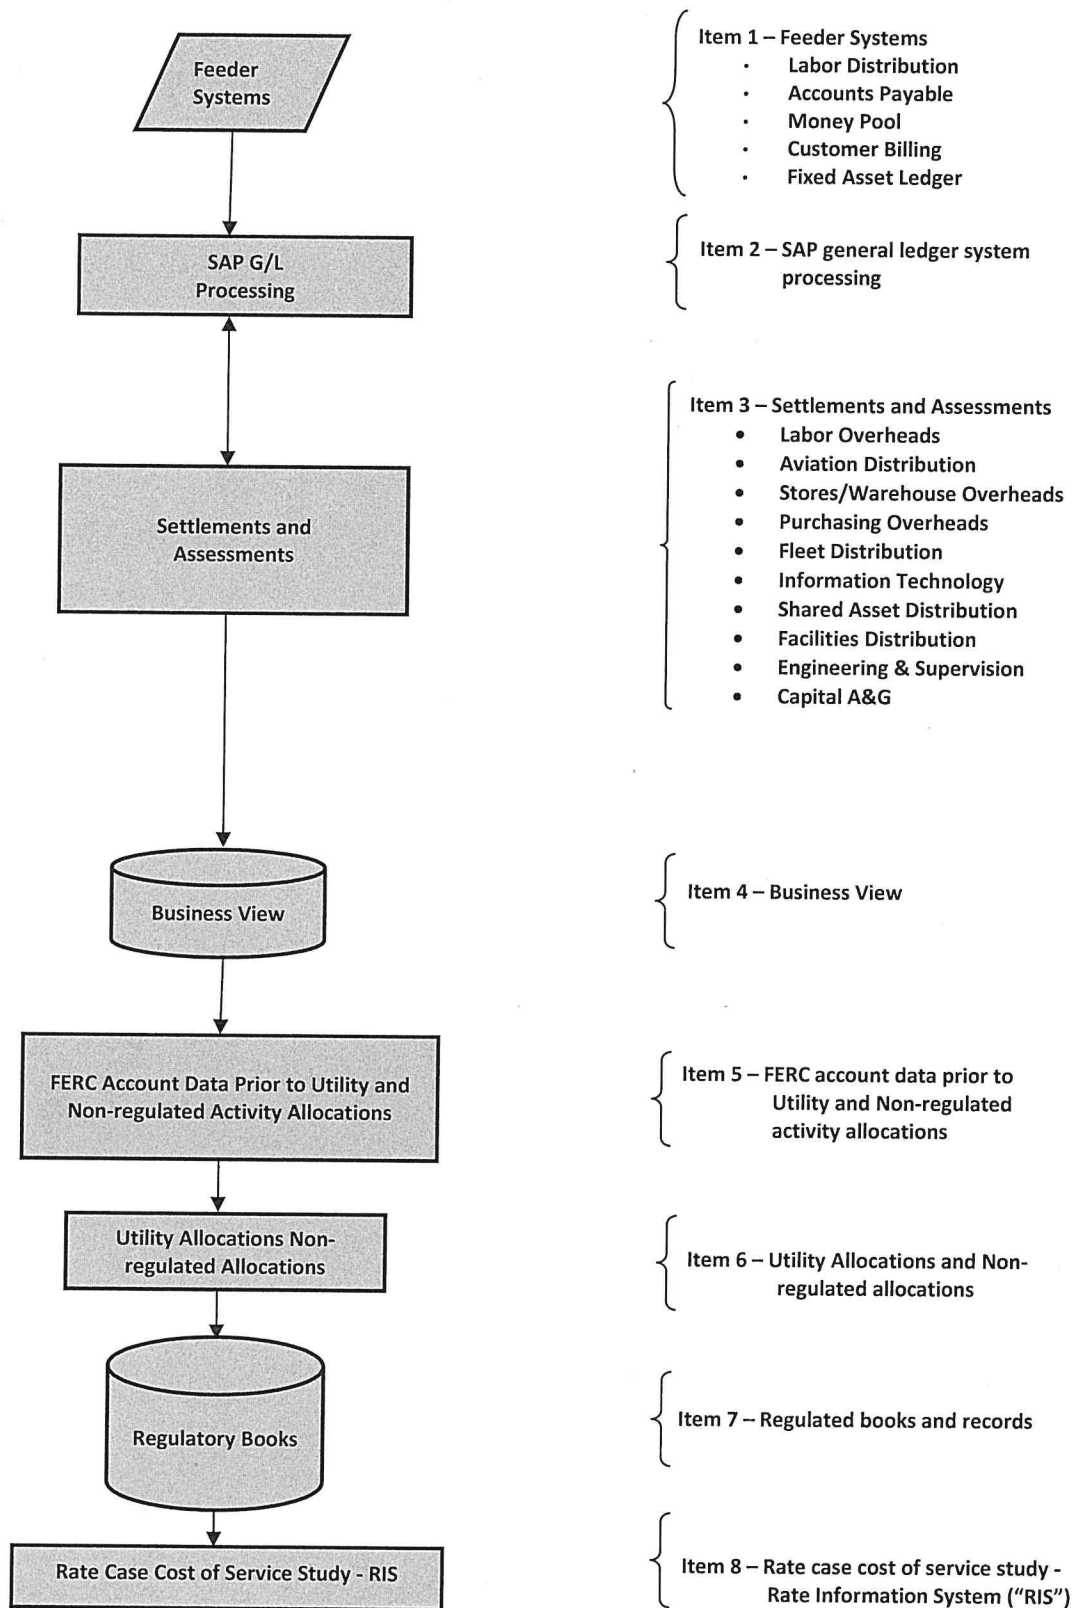 Feeder
Systems
Item 1 – Feeder Systems
· Labor Distribution
· Accounts Payable
· Money Pool
· Customer Billing
· Fixed Asset Ledger
SAP G/L
Processing
Item 2 – SAP general ledger system
processing
Settlements and
Assessments
Item 3 – Settlements and Assessments
• Labor Overheads
• Aviation Distribution
• Stores/Warehouse Overheads
• Purchasing Overheads
• Fleet Distribution
• Information Technology
• Shared Asset Distribution
• Facilities Distribution
• Engineering & Supervision
• Capital A&G
Business View
Item 4 – Business View
FERC Account Data Prior to Utility and
Non-regulated Activity Allocations
Item 5 – FERC account data prior to
Utility and Non-regulated
activity allocations
Utility Allocations Non-
regulated Allocations
Item 6 – Utility Allocations and Non-
regulated allocations
Regulatory Books
Item 7 – Regulated books and records
Rate Case Cost of Service Study - RIS
Item 8 – Rate case cost of service study -
Rate Information System (“RIS”)